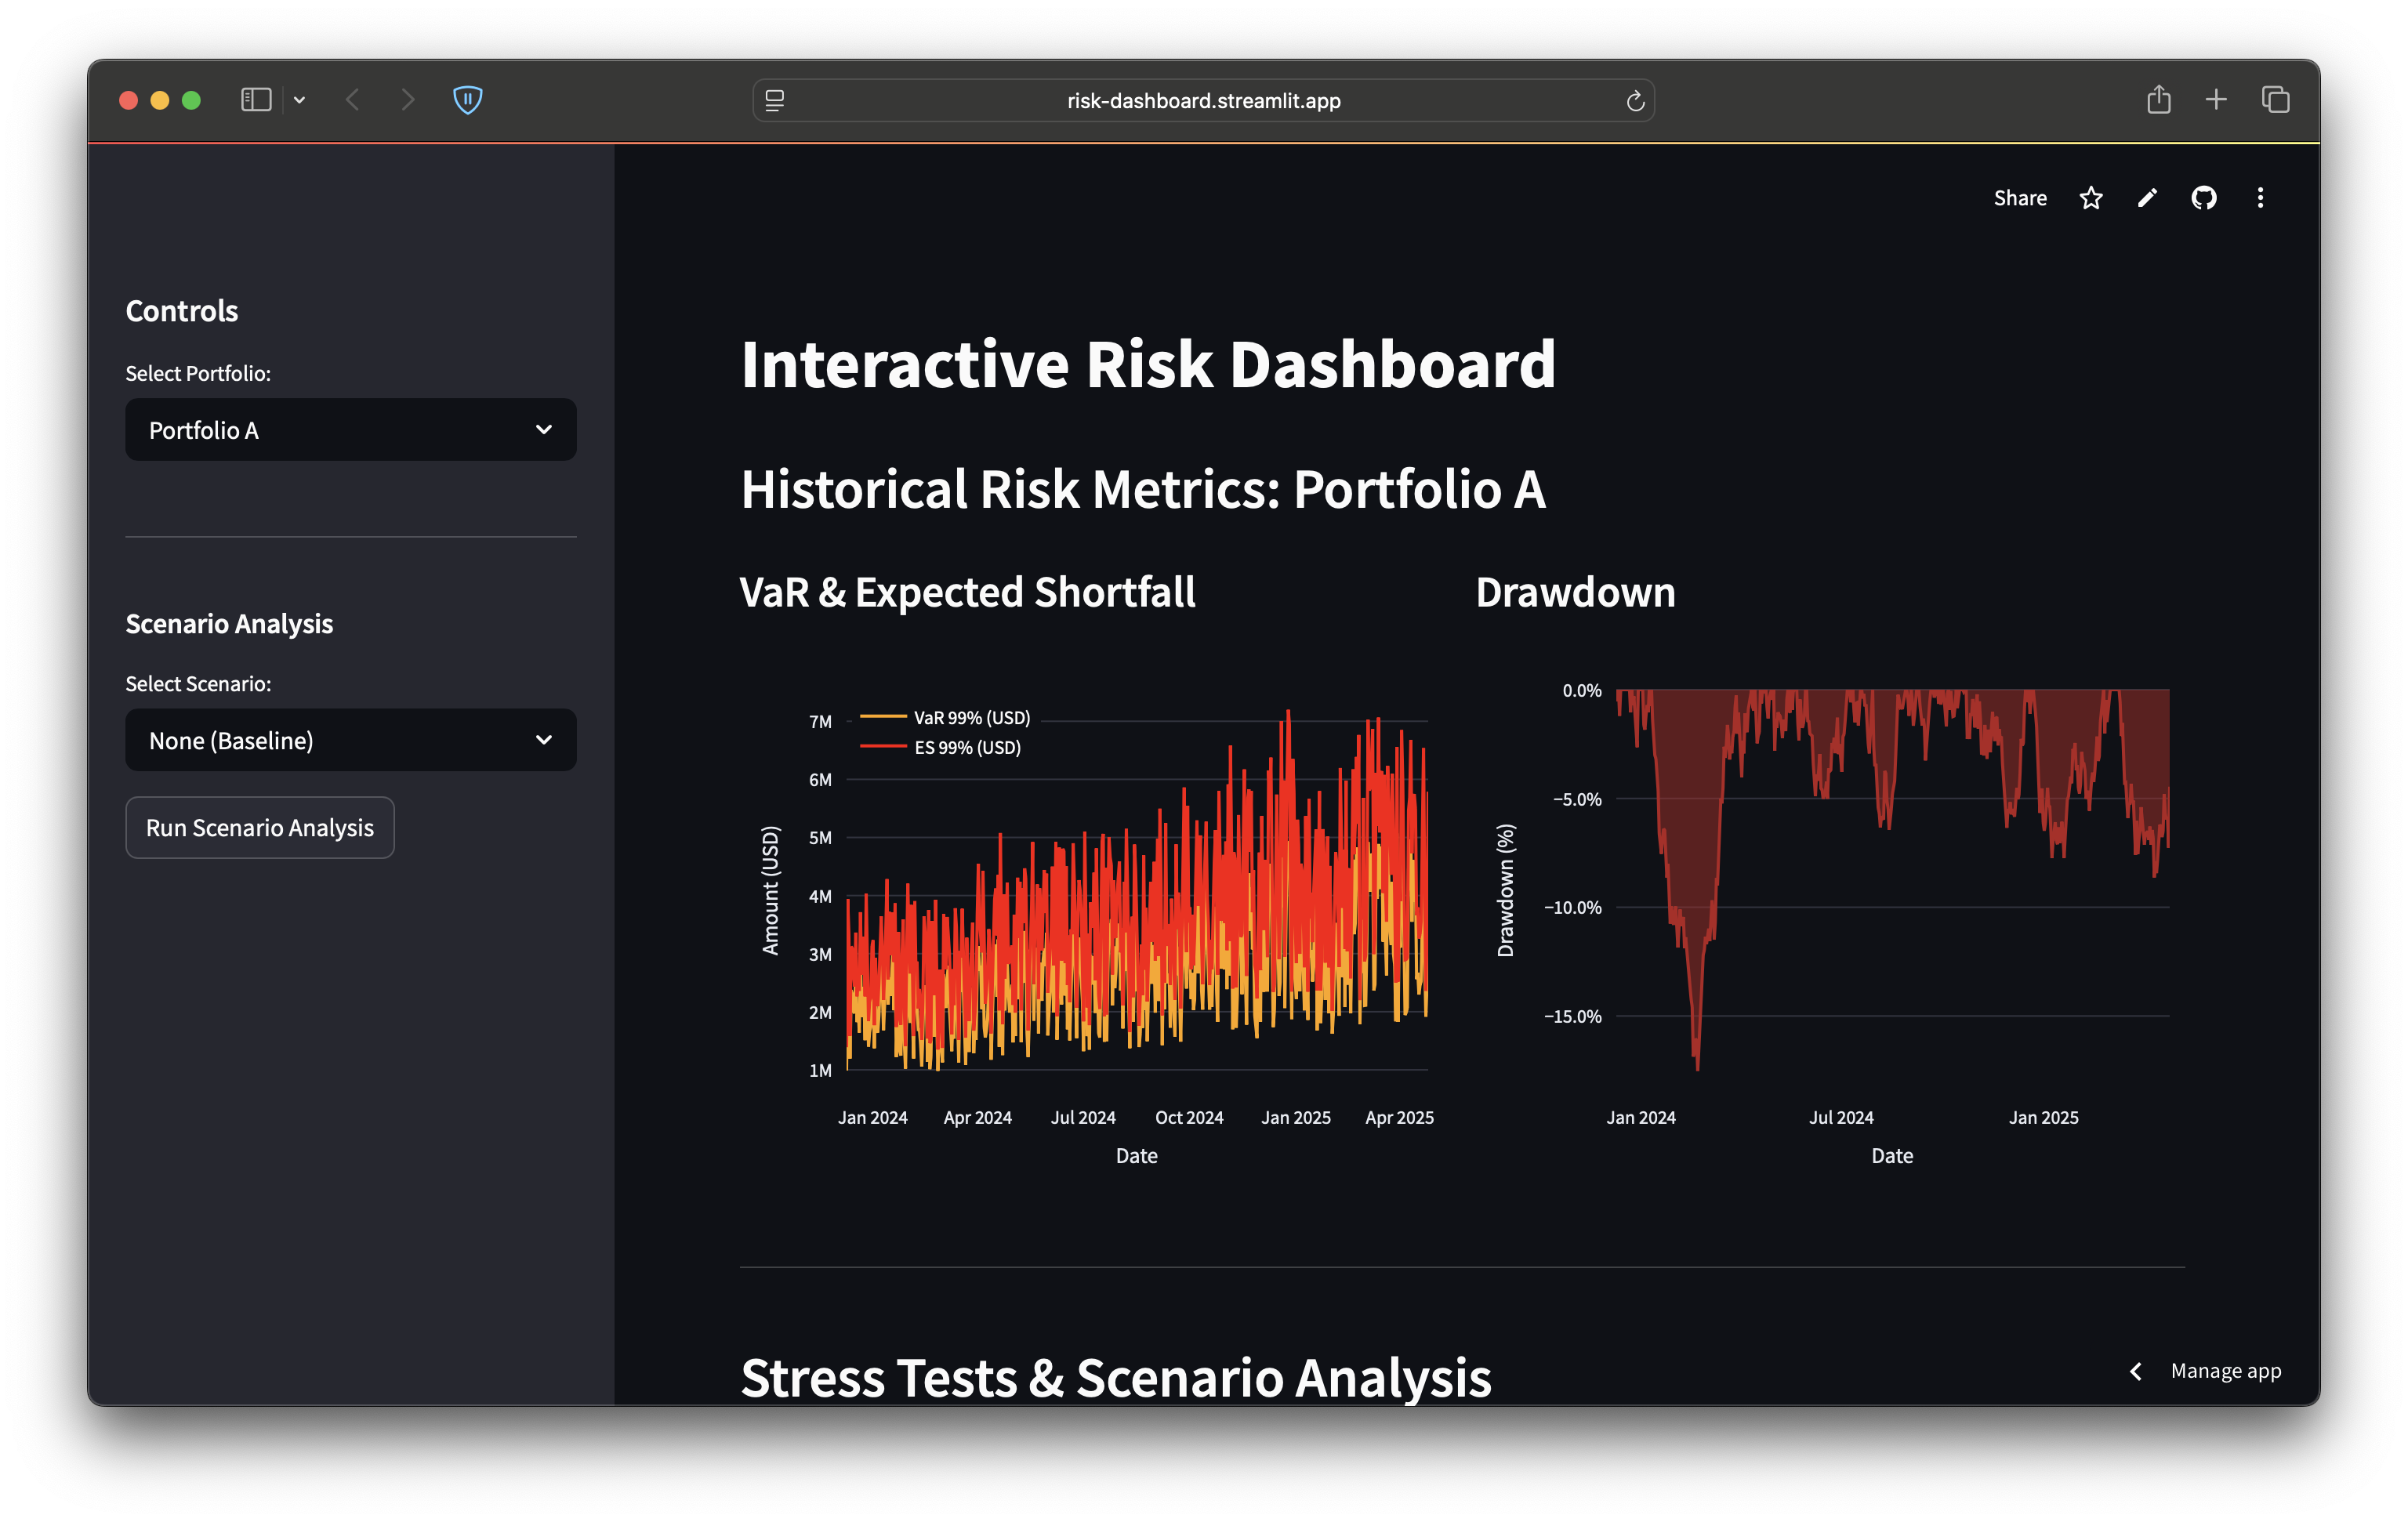 risk-dashboard.streamlit.app
Share
Controls
Select Portfolio:
Portfolio A
Scenario Analysis
Select Scenario:
None (Baseline)
Run Scenario Analysis
Interactive Risk Dashboard
Historical Risk Metrics: Portfolio A
VaR & Expected Shortfall
VaR 99% (USD)
ES 99% (USD)
7M
6M
5M
4M
3M
2M
1M
Amount (USD)
Jan 2024 Apr 2024 Jul 2024 Oct 2024 Jan 2025 Apr 2025
Date
Drawdown
0.0%
−5.0%
−10.0%
−15.0%
Drawdown (%)
Jan 2024 Jul 2024 Jan 2025
Date
Stress Tests & Scenario Analysis
Manage app